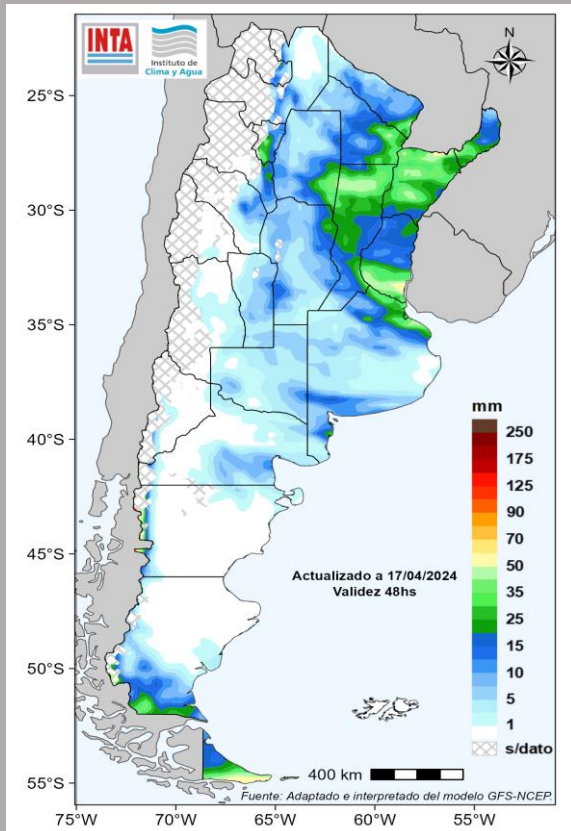 INTA
Instituto de
Clima y Agua
N
25°S
30°S
35°S
40°S
45°S
50°S
55°S
mm
250
175
125
90
70
50
35
25
15
10
5
1
s/dato
Actualizado a 17/04/2024
Validez 48hs
400 km
Fuente: Adaptado e interpretado del modelo GFS-NCEP.
75°W
70°W
65°W
60°W
55°W